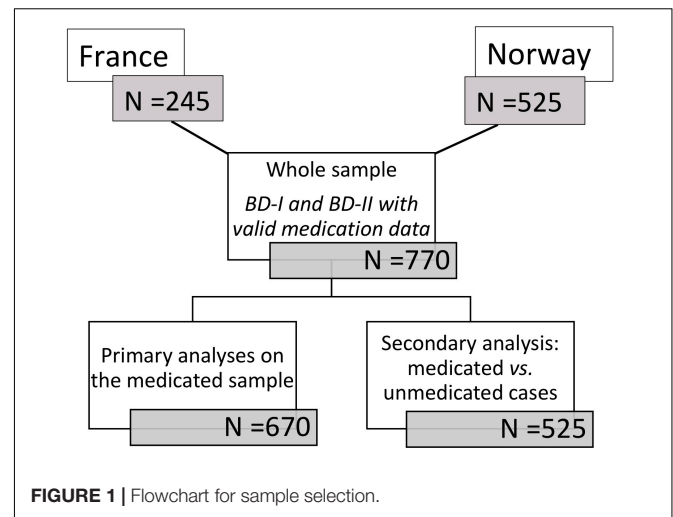 France
N =245
Norway
N =525
Whole sample
BD-I and BD-II with
valid medication data
N =770
Primary analyses on
the medicated sample
N =670
Secondary analysis:
medicated vs.
unmedicated cases
N =525
FIGURE 1 | Flowchart for sample selection.